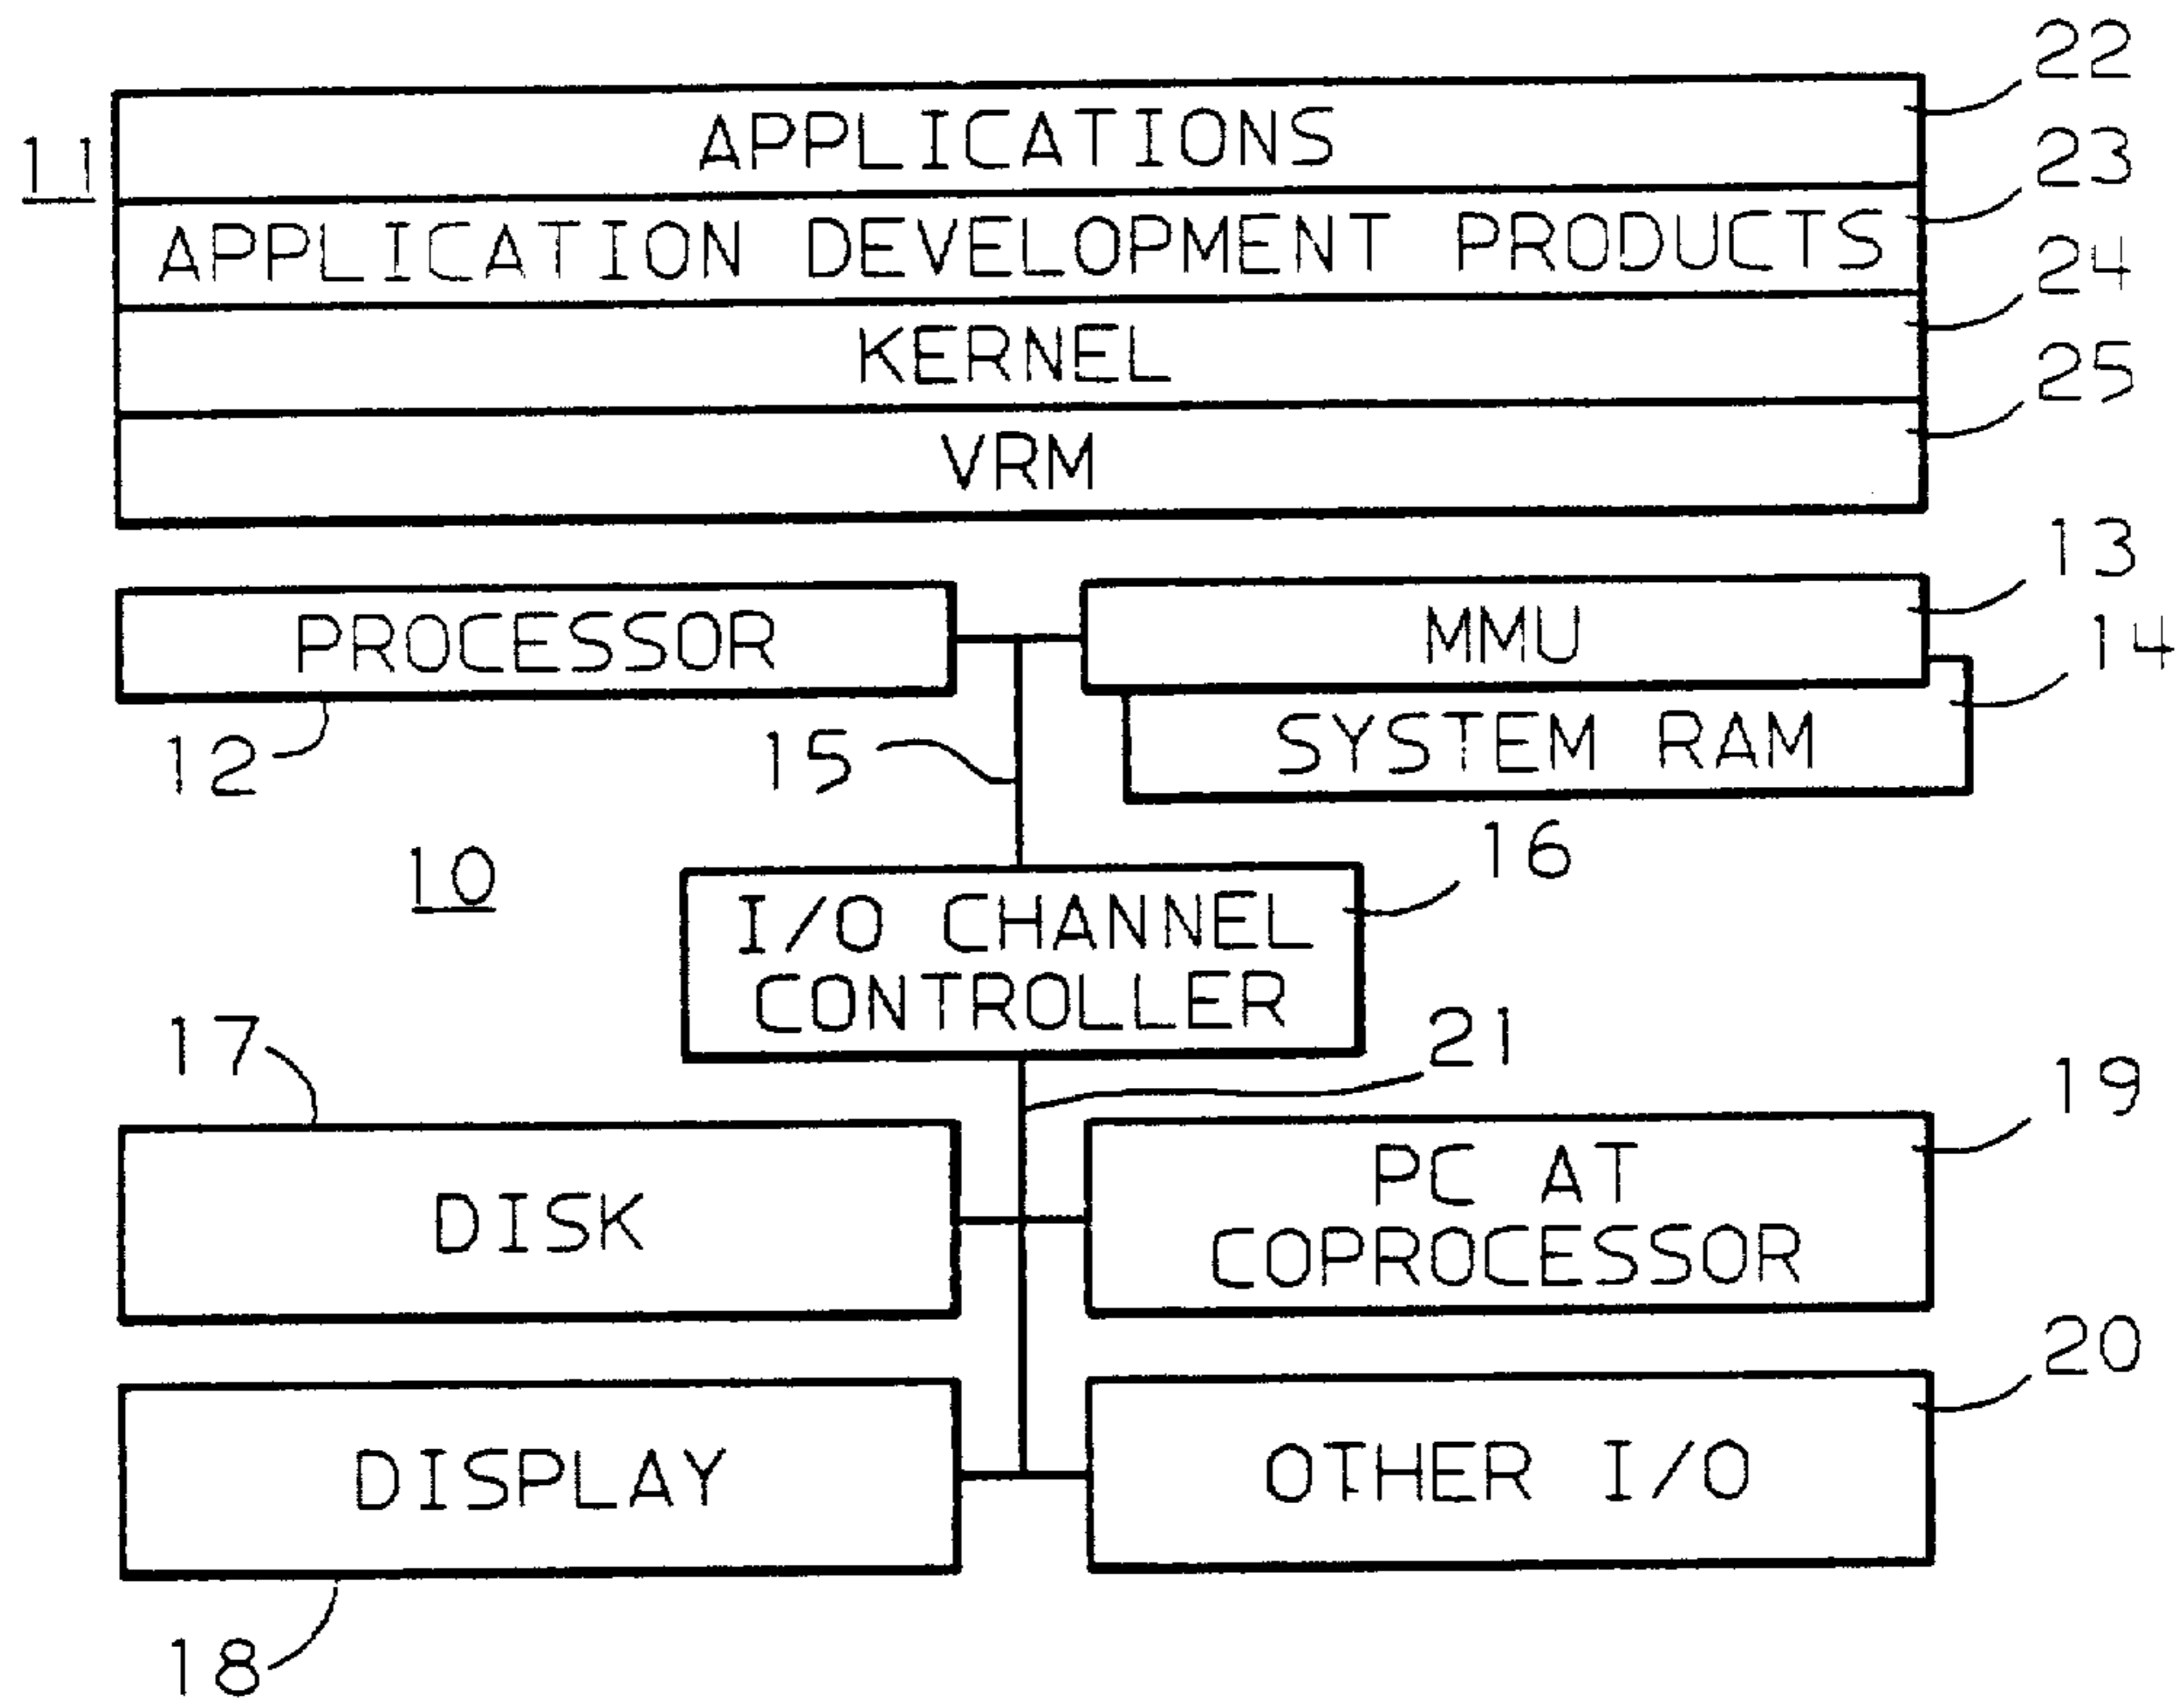 22
APPLICATIONS
11
23
APPLICATION DEVELOPMENT PRODUCTS
24
KERNEL
25
VRM
13
PROCESSOR
MMU
14
12
15
SYSTEM RAM
16
10
I/O CHANNEL
CONTROLLER
17
21
19
PC AT
DISK
COPROCESSOR
20
DISPLAY
OTHER I/O
18